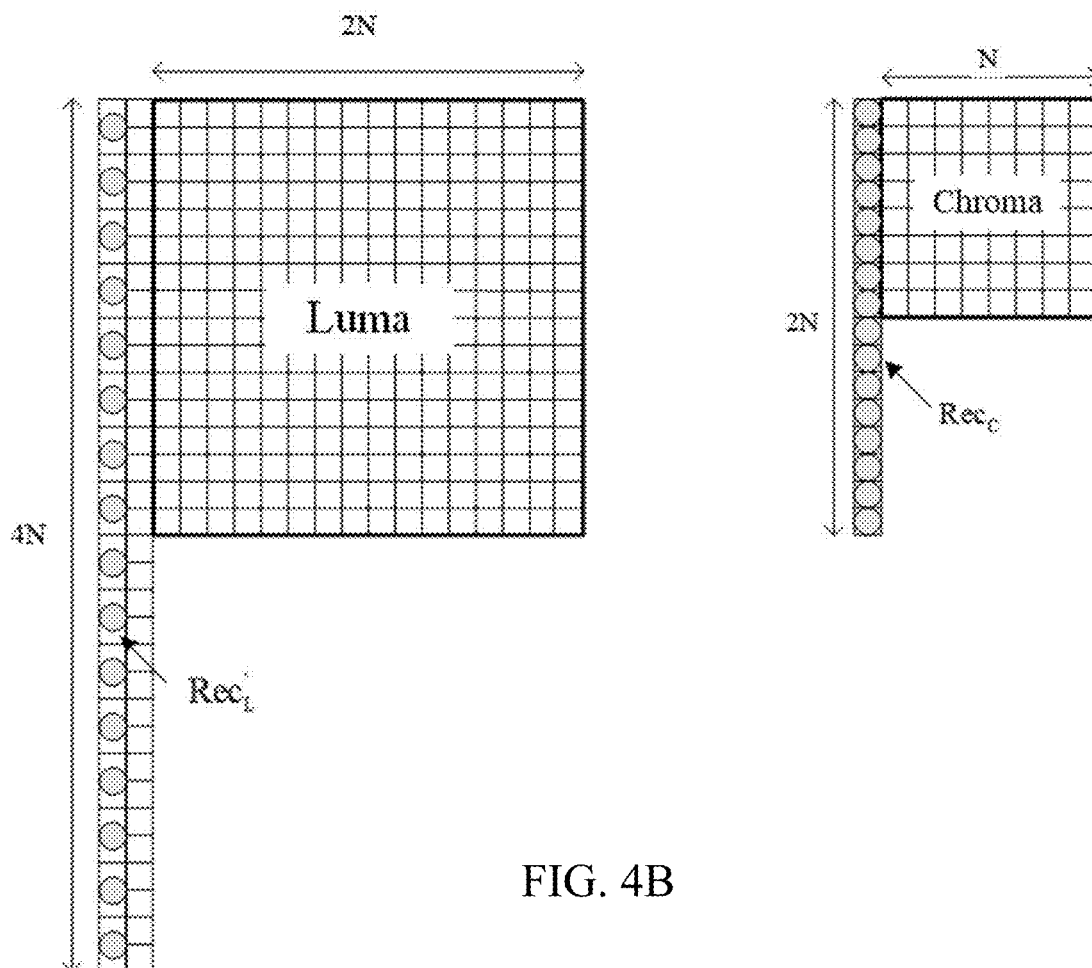 2N
N
Luma
Chroma
2N
Rec_C
4N
Rec'_L
FIG. 4B